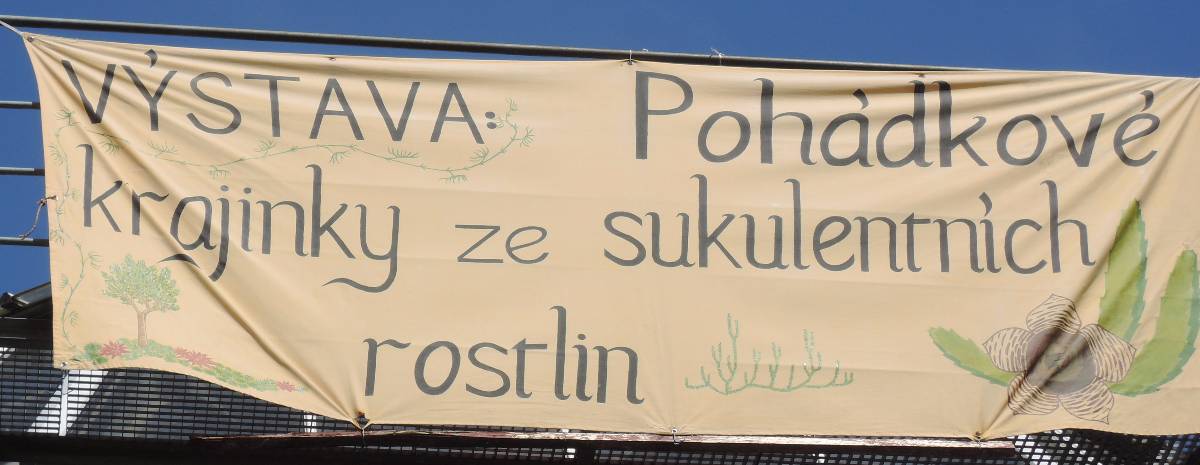 VÝSTAVA: Pohádkové
krajinky ze sukulentních
rostlin